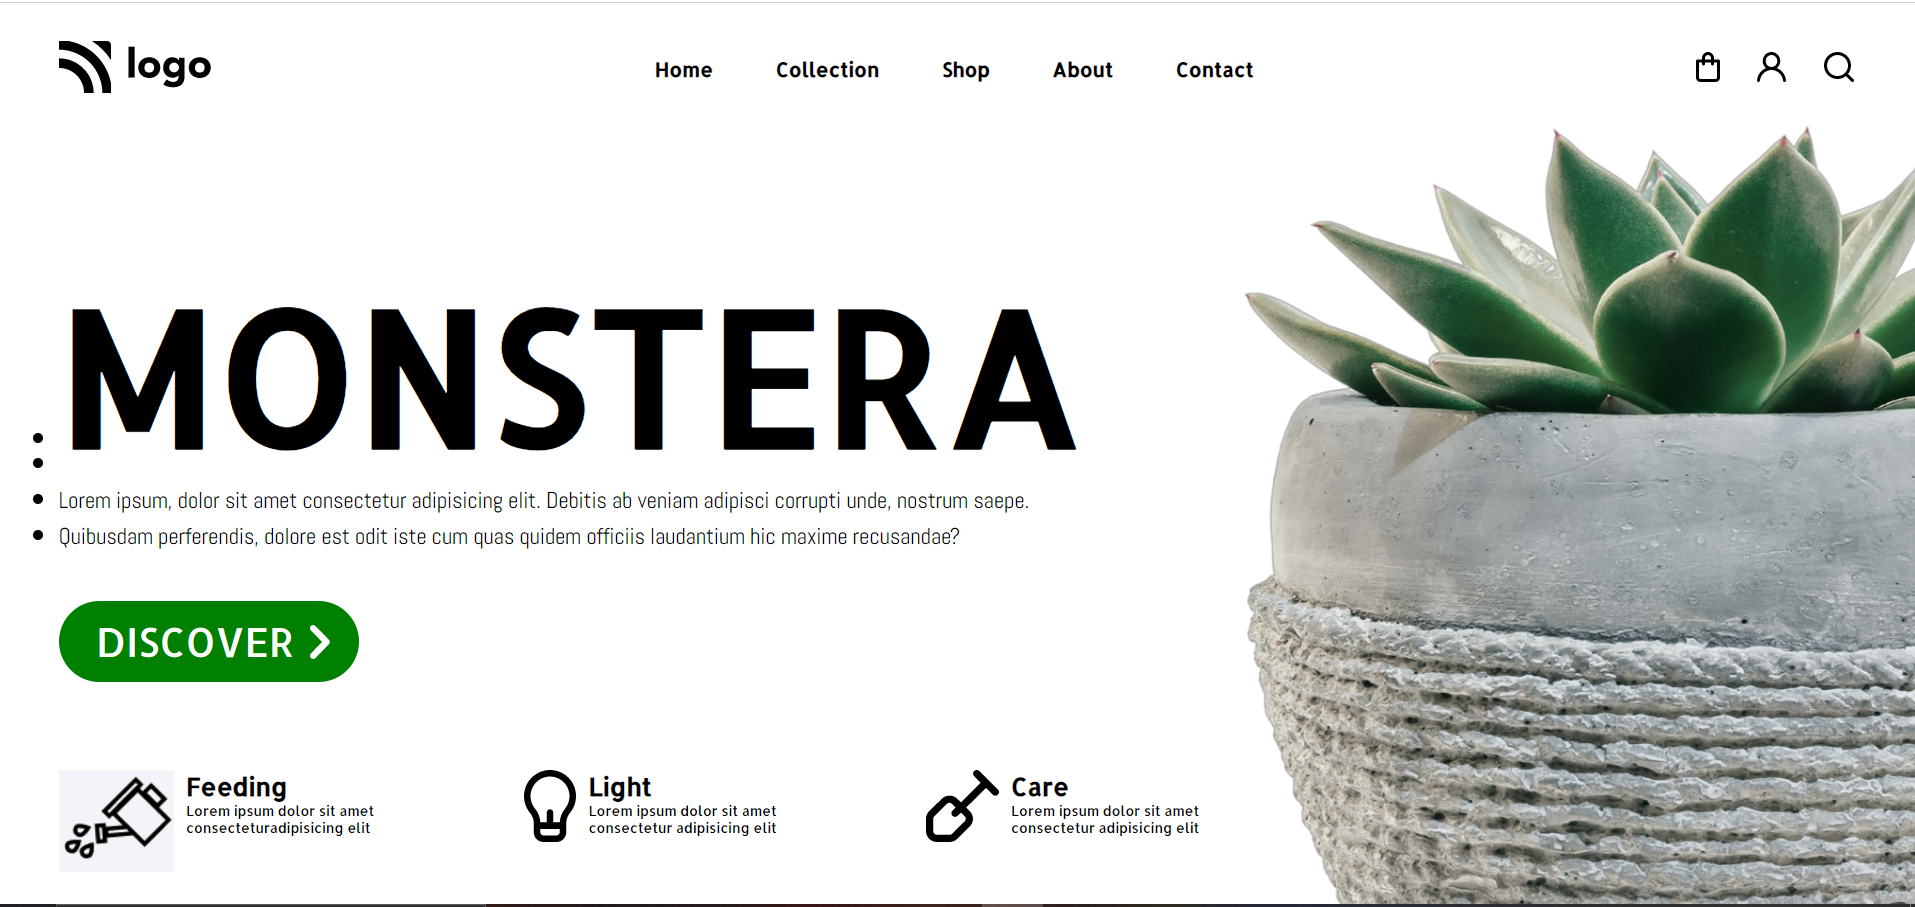 logo
Home Collection Shop About Contact
MONSTERA
Lorem ipsum, dolor sit amet consectetur adipisicing elit. Debitis ab veniam adipisci corrupti unde, nostrum saepe.
Quibusdam perferendis, dolore est odit iste cum quas quidem officiis laudantium hic maxime recusandae?
DISCOVER
Feeding
Lorem ipsum dolor sit amet
consecteturadipisicing elit
Light
Lorem ipsum dolor sit amet
consectetur adipisicing elit
Care
Lorem ipsum dolor sit amet
consectetur adipisicing elit